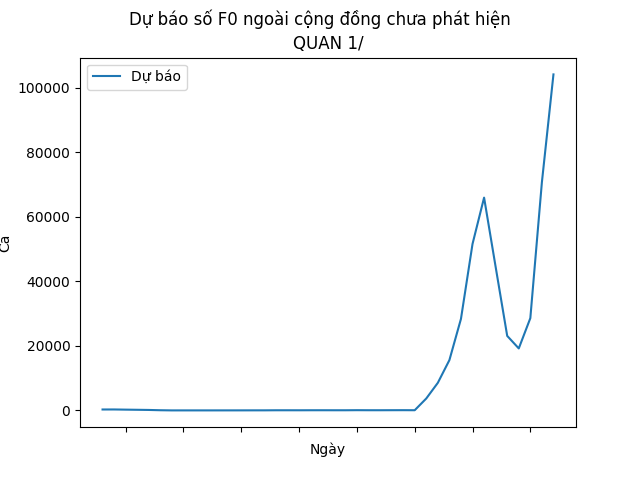 Dự báo số F0 ngoài cộng đồng chưa phát hiện
QUAN 1/
Dự báo
100000
80000
60000
40000
20000
0
Ca
Ngày